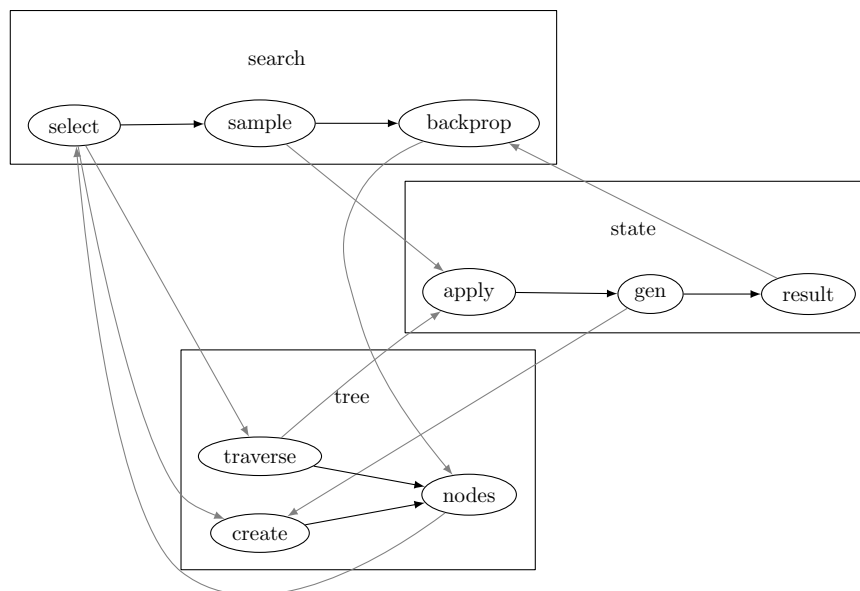 search
select
sample
backprop
state
apply
gen
result
tree
traverse
nodes
create